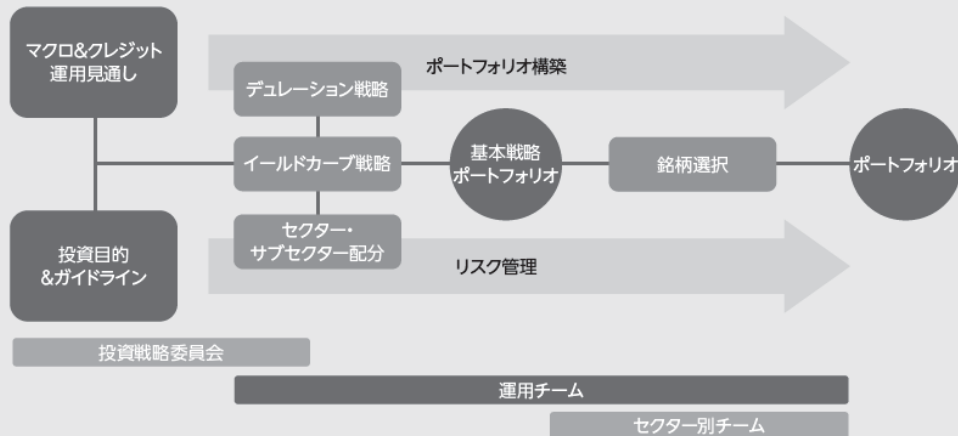 マクロ&クレジット
運用見通し
ポートフォリオ構築
デュレーション戦略
イールドカーブ戦略
基本戦略
ポートフォリオ
銘柄選択
ポートフォリオ
セクター・
サブセクター配分
投資目的
&ガイドライン
リスク管理
投資戦略委員会
運用チーム
セクター別チーム